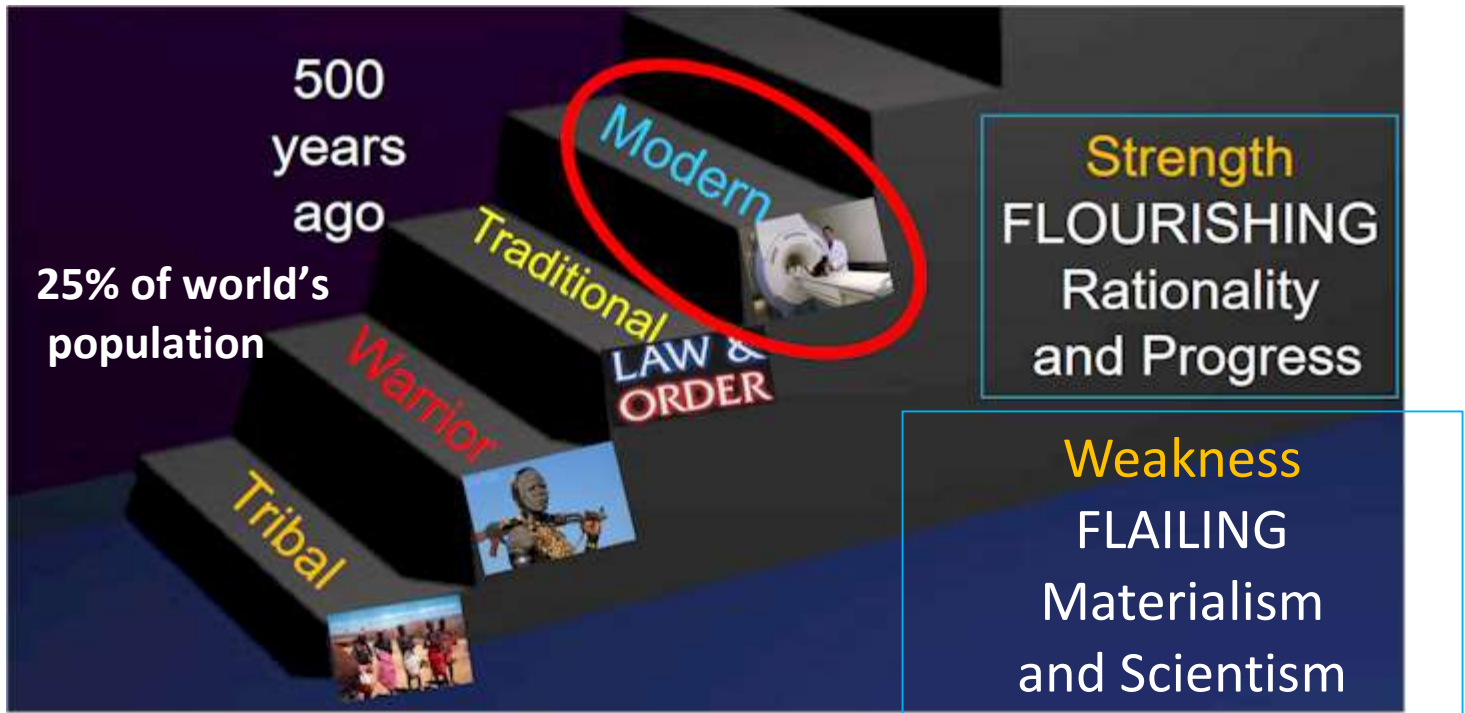 500
years
ago
25% of world's
population
Modern
Traditional
Warrior
Tribal
LAW &
ORDER
Strength
FLOURISHING
Rationality
and Progress
Weakness
FLAILING
Materialism
and Scientism